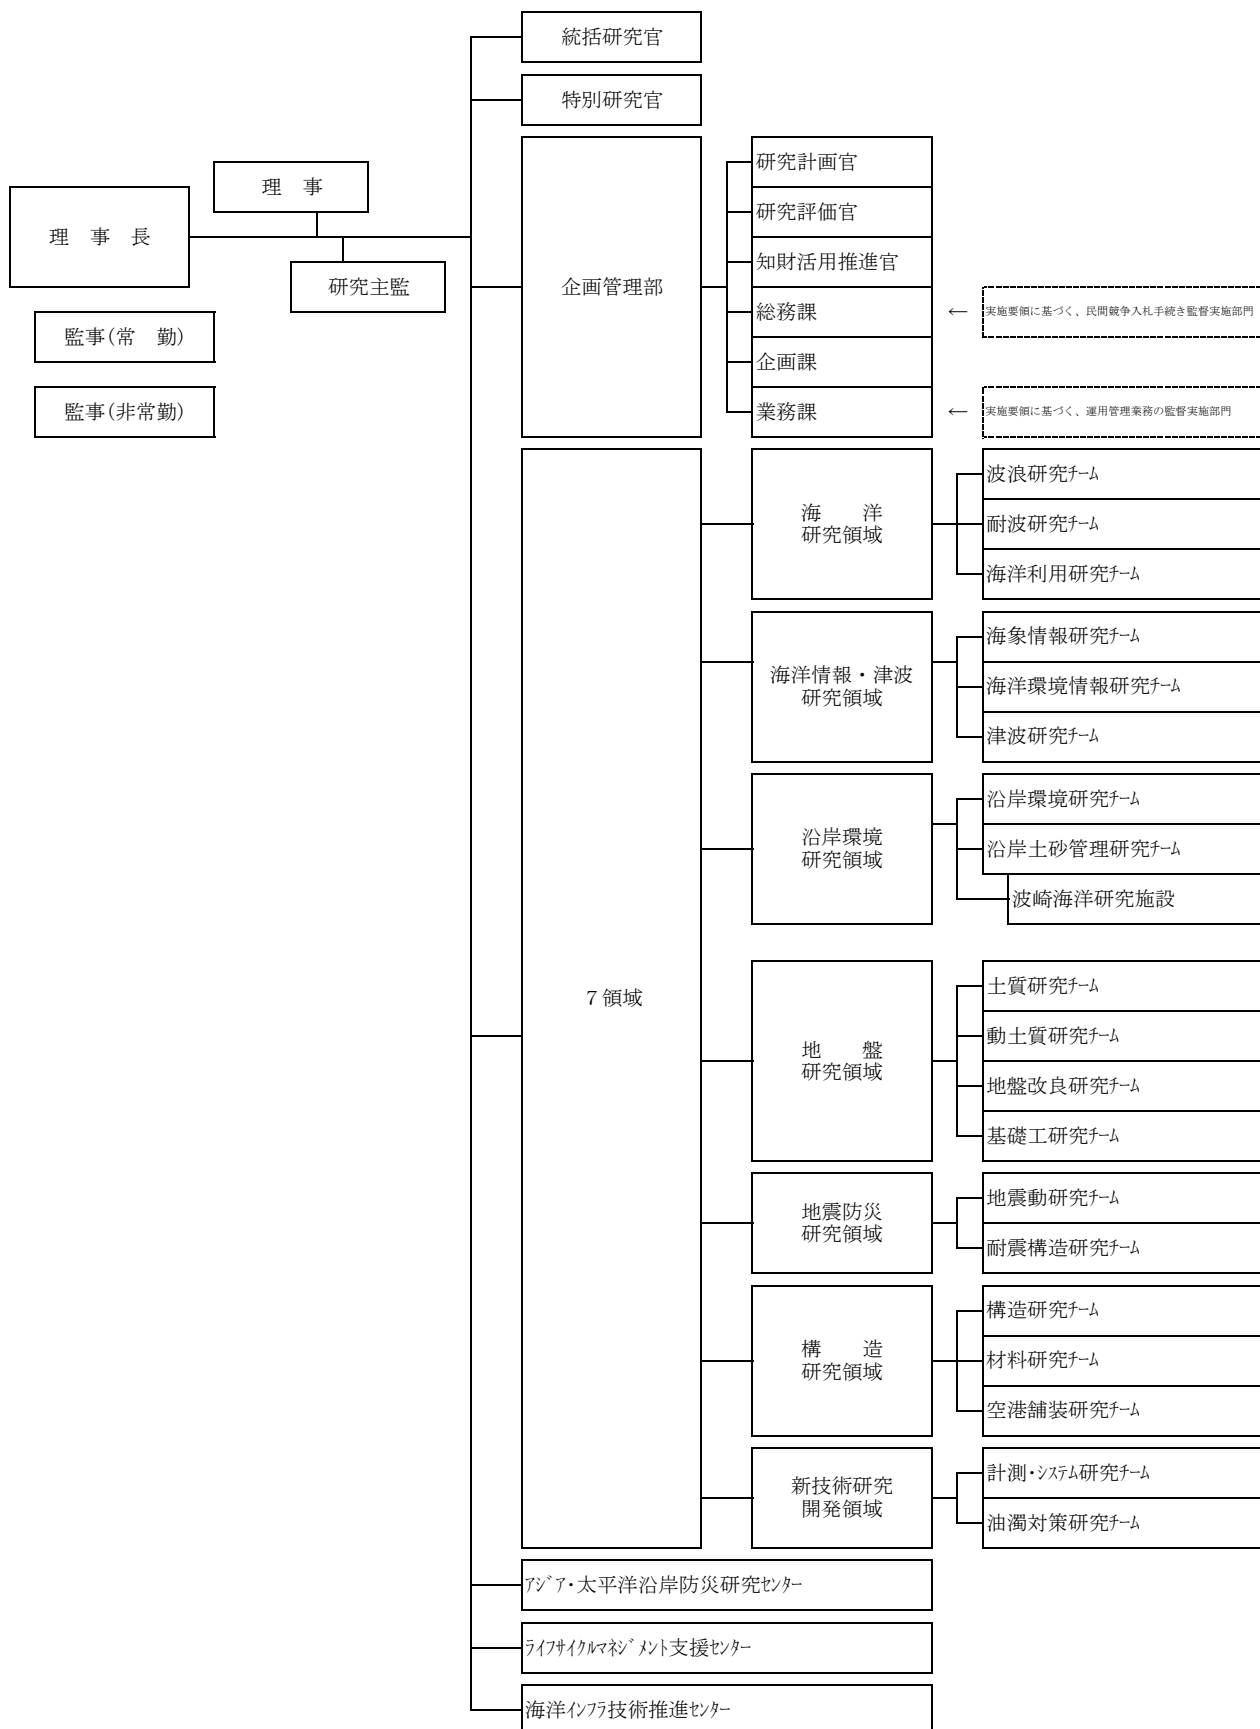 統括研究官
特別研究官
理　事　長
理　事
研究主監
監事(常　勤)
監事(非常勤)
企画管理部
研究計画官
研究評価官
知財活用推進官
総務課
←
実施要領に基づく、民間競争入札手続き監督実施部門
企画課
業務課
←
実施要領に基づく、運用管理業務の監督実施部門
7領域
海　　洋
研究領域
波浪研究ﾁｰﾑ
耐波研究ﾁｰﾑ
海洋利用研究ﾁｰﾑ
海洋情報・津波
研究領域
海象情報研究ﾁｰﾑ
海洋環境情報研究ﾁｰﾑ
津波研究ﾁｰﾑ
沿岸環境
研究領域
沿岸環境研究ﾁｰﾑ
沿岸土砂管理研究ﾁｰﾑ
波崎海洋研究施設
地　　盤
研究領域
土質研究ﾁｰﾑ
動土質研究ﾁｰﾑ
地盤改良研究ﾁｰﾑ
基礎工研究ﾁｰﾑ
地震防災
研究領域
地震動研究ﾁｰﾑ
耐震構造研究ﾁｰﾑ
構　　造
研究領域
構造研究ﾁｰﾑ
材料研究ﾁｰﾑ
空港舗装研究ﾁｰﾑ
新技術研究
開発領域
計測・ｼｽﾃﾑ研究ﾁｰﾑ
油濁対策研究ﾁｰﾑ
ｱｼﾞｱ・太平洋沿岸防災研究ｾﾝﾀｰ
ﾗｲﾌｻｲｸﾙﾏﾈｼﾞﾒﾝﾄ支援ｾﾝﾀｰ
海洋ｲﾝﾌﾗ技術推進ｾﾝﾀｰ